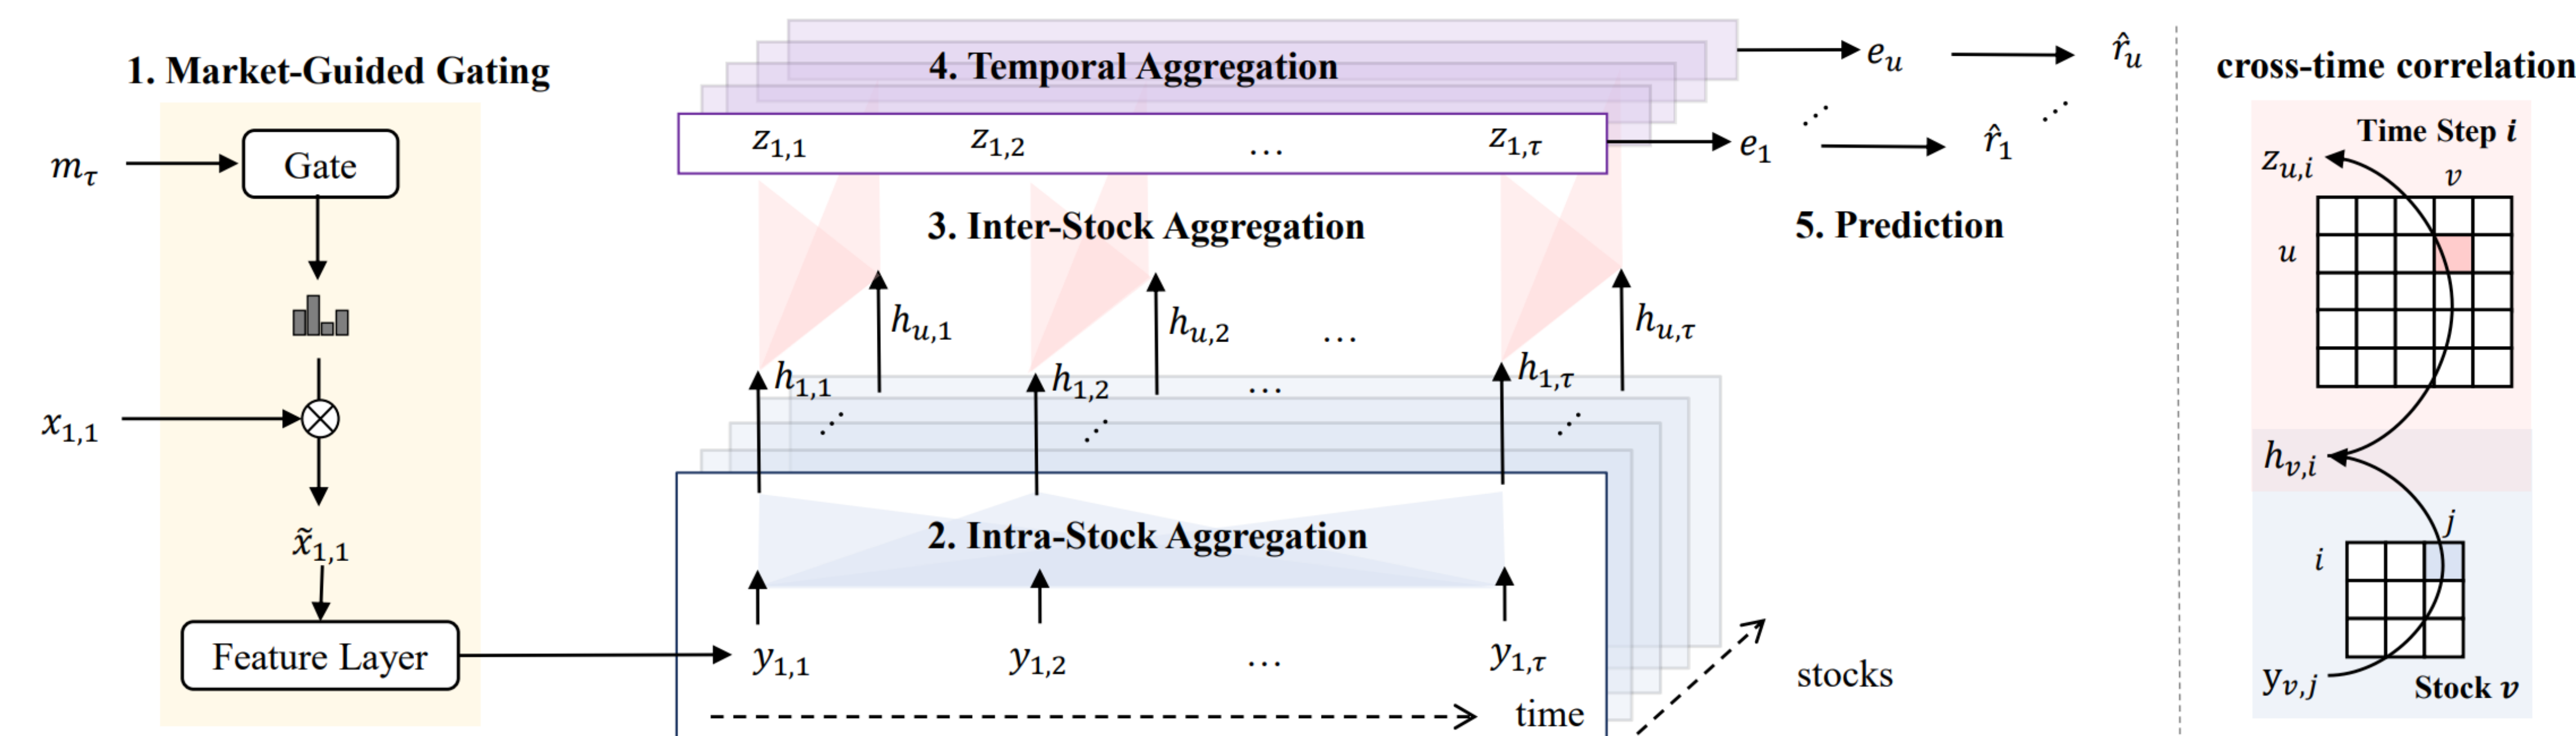 1. Market-Guided Gating
m_τ
Gate
x_{1,1}
x̃_{1,1}
Feature Layer
4. Temporal Aggregation
z_{1,1} z_{1,2} ... z_{1,τ}
e_u r̂_u
e_1 r̂_1
3. Inter-Stock Aggregation
5. Prediction
h_{u,1} h_{u,2} ... h_{u,τ}
h_{1,1} h_{1,2} ... h_{1,τ}
2. Intra-Stock Aggregation
y_{1,1} y_{1,2} ... y_{1,τ}
time
stocks
cross-time correlation
Time Step i
z_{u,i}
v
u
h_{v,i}
j
i
y_{v,j}
Stock v